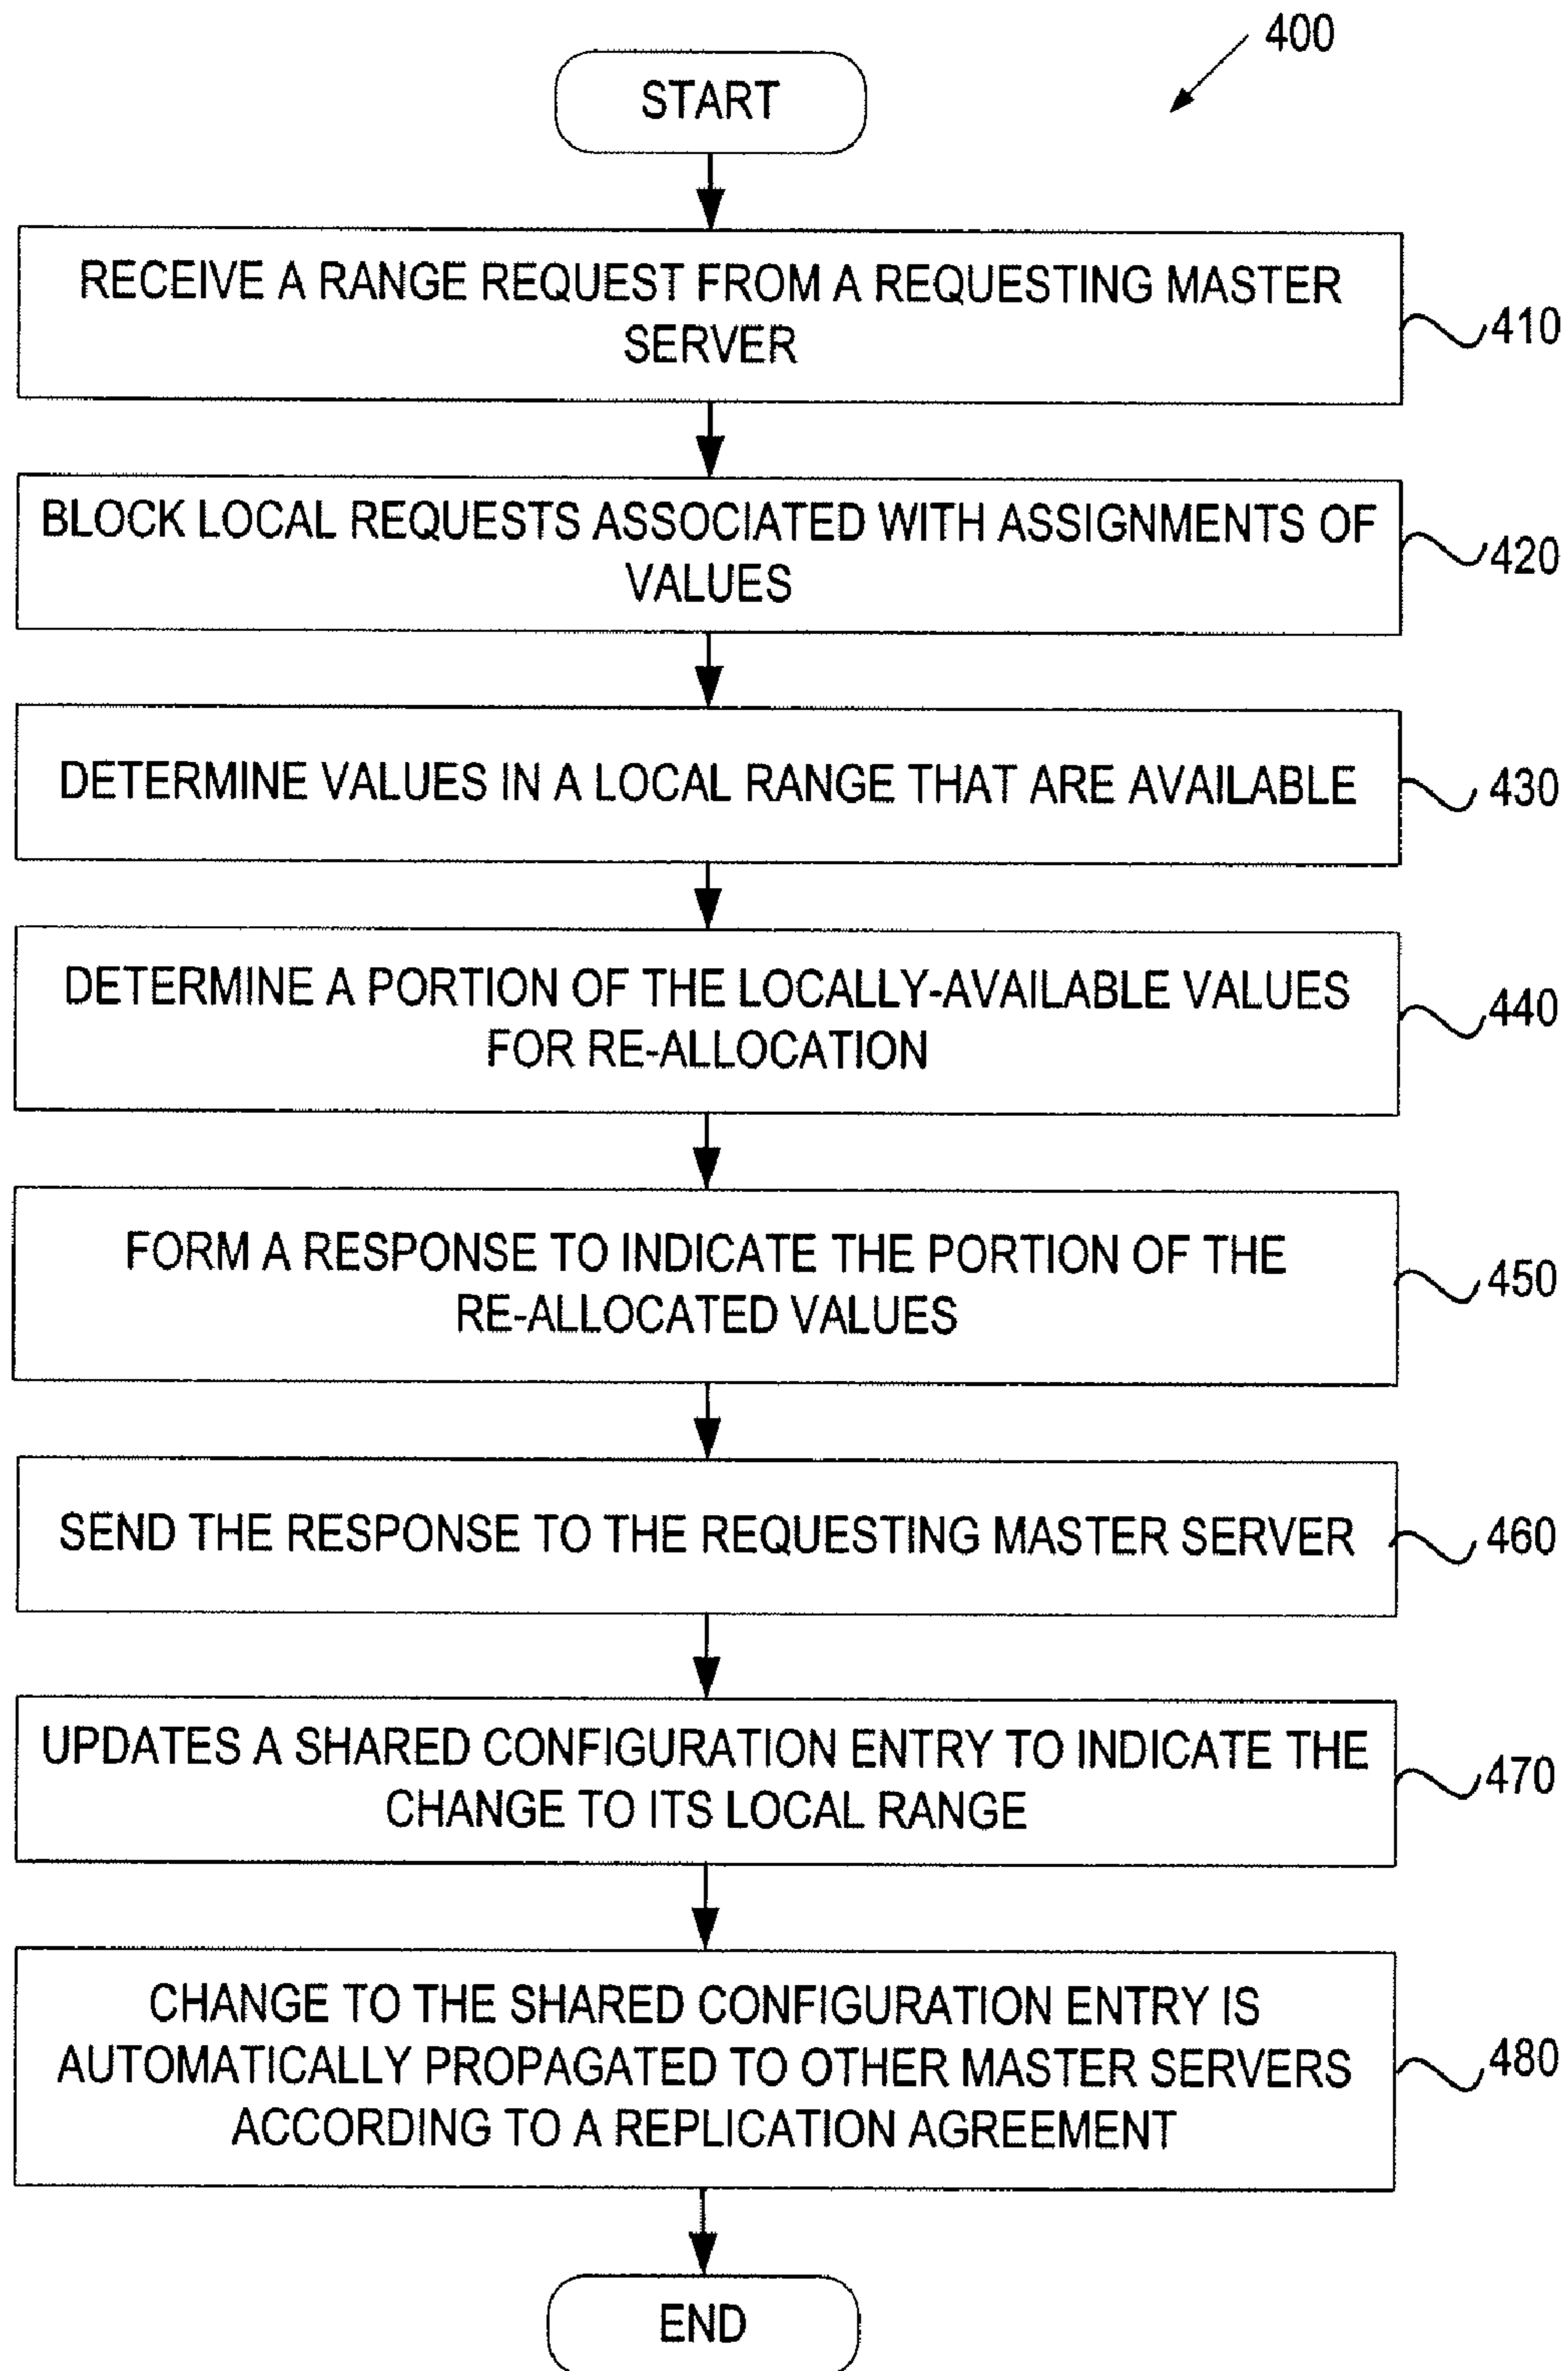 400
START
RECEIVE A RANGE REQUEST FROM A REQUESTING MASTER
SERVER
410
BLOCK LOCAL REQUESTS ASSOCIATED WITH ASSIGNMENTS OF
VALUES
420
DETERMINE VALUES IN A LOCAL RANGE THAT ARE AVAILABLE
430
DETERMINE A PORTION OF THE LOCALLY-AVAILABLE VALUES
FOR RE-ALLOCATION
440
FORM A RESPONSE TO INDICATE THE PORTION OF THE
RE-ALLOCATED VALUES
450
SEND THE RESPONSE TO THE REQUESTING MASTER SERVER
460
UPDATES A SHARED CONFIGURATION ENTRY TO INDICATE THE
CHANGE TO ITS LOCAL RANGE
470
CHANGE TO THE SHARED CONFIGURATION ENTRY IS
AUTOMATICALLY PROPAGATED TO OTHER MASTER SERVERS
ACCORDING TO A REPLICATION AGREEMENT
480
END